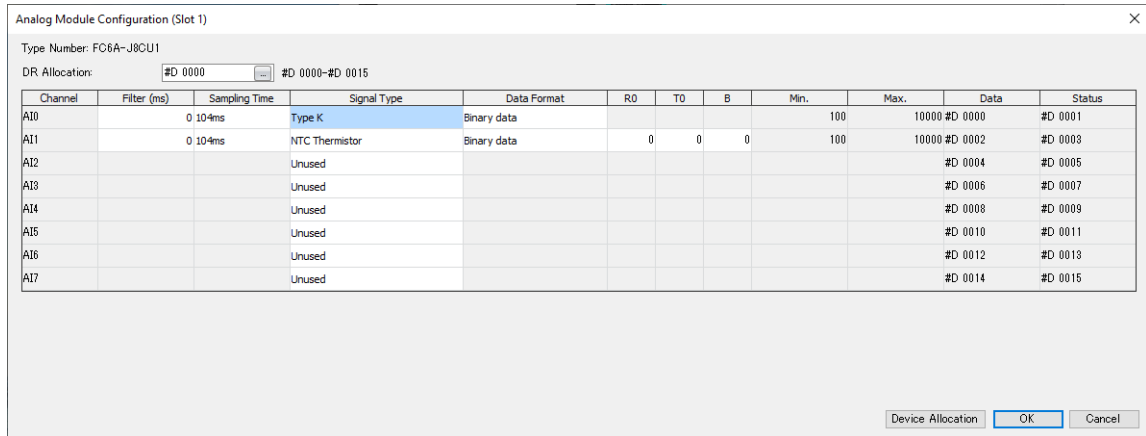 Analog Module Configuration (Slot 1)
Type Number: FC6A-J8CU1
DR Allocation: #D 0000 ... #D 0000-#D 0015
Channel Filter (ms) Sampling Time Signal Type Data Format R0 T0 B Min. Max. Data Status
AI0 0 104ms Type K Binary data 100 10000 #D 0000 #D 0001
AI1 0 104ms NTC Thermistor Binary data 0 0 0 100 10000 #D 0002 #D 0003
AI2 Unused #D 0004 #D 0005
AI3 Unused #D 0006 #D 0007
AI4 Unused #D 0008 #D 0009
AI5 Unused #D 0010 #D 0011
AI6 Unused #D 0012 #D 0013
AI7 Unused #D 0014 #D 0015
Device Allocation OK Cancel